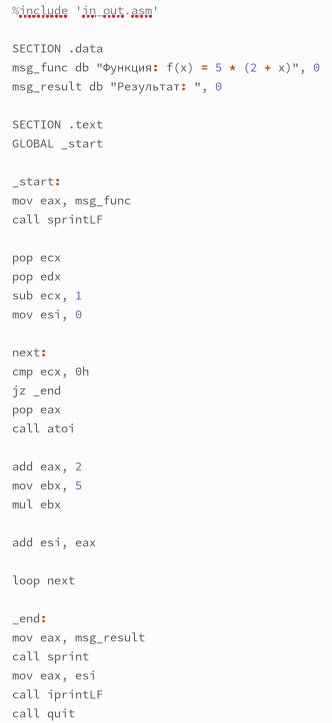 %include 'in_out.asm'
SECTION .data
msg_func db "Функция: f(x) = 5 * (2 + x)", 0
msg_result db "Результат: ", 0
SECTION .text
GLOBAL _start
_start:
mov eax, msg_func
call sprintLF
pop ecx
pop edx
sub ecx, 1
mov esi, 0
next:
cmp ecx, 0h
jz _end
pop eax
call atoi
add eax, 2
mov ebx, 5
mul ebx
add esi, eax
loop next
_end:
mov eax, msg_result
call sprint
mov eax, esi
call iprintLF
call quit